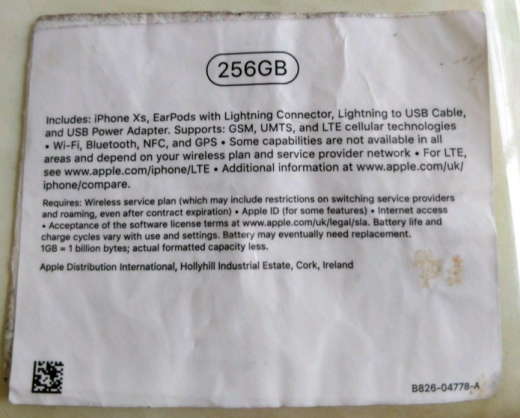 256GB
Includes: iPhone Xs, EarPods with Lightning Connector, Lightning to USB Cable,
and USB Power Adapter. Supports: GSM, UMTS, and LTE cellular technologies
• Wi-Fi, Bluetooth, NFC, and GPS • Some capabilities are not available in all
areas and depend on your wireless plan and service provider network • For LTE,
see www.apple.com/iphone/LTE • Additional information at www.apple.com/uk/
iphone/compare.
Requires: Wireless service plan (which may include restrictions on switching service providers
and roaming, even after contract expiration) • Apple ID (for some features) • Internet access
• Acceptance of the software license terms at www.apple.com/uk/legal/sla. Battery life and
charge cycles vary with use and settings. Battery may eventually need replacement.
1GB = 1 billion bytes; actual formatted capacity less.
Apple Distribution International, Hollyhill Industrial Estate, Cork, Ireland
B826-04778-A